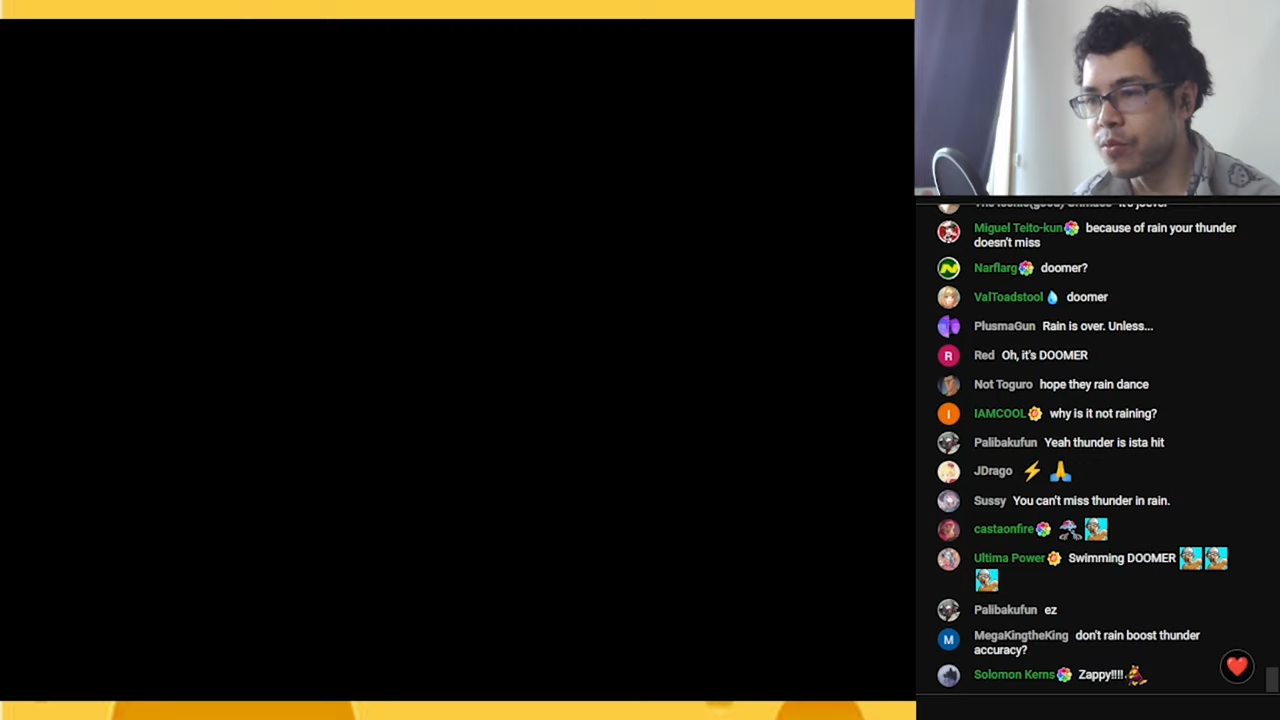 Miguel Teito-kun because of rain your thunder
doesn't miss
Narflarg doomer?
ValToadstool doomer
PlusmaGun Rain is over. Unless...
R Red Oh, it's DOOMER
Not Toguro hope they rain dance
I IAMCOOL why is it not raining?
Palibakufun Yeah thunder is ista hit
JDrago
Sussy You can't miss thunder in rain.
castaonfire
Ultima Power Swimming DOOMER
Palibakufun ez
M MegaKingtheKing don't rain boost thunder
accuracy?
Solomon Kerns Zappy!!!!